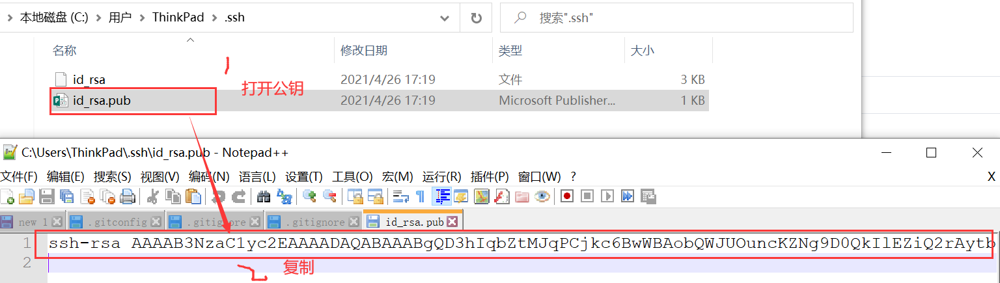 本地磁盘 (C:) > 用户 > ThinkPad > .ssh
搜索".ssh"
名称 修改日期 类型 大小
id_rsa 2021/4/26 17:19 文件 3 KB
1
打开公钥
id_rsa.pub 2021/4/26 17:19 Microsoft Publisher... 1 KB
C:\Users\ThinkPad\.ssh\id_rsa.pub - Notepad++
文件(F) 编辑(E) 搜索(S) 视图(V) 编码(N) 语言(L) 设置(T) 工具(O) 宏(M) 运行(R) 插件(P) 窗口(W) ? X
new 1 .gitconfig .gitignore .gitignore id_rsa.pub
1 ssh-rsa AAAAB3NzaC1yc2EAAAADAQABAAABgQD3hIqbZtMJqPCjkc6BwWBAobQWJUOuncKZNg9D0QkIlEZiQ2rAytb
2
2 复制